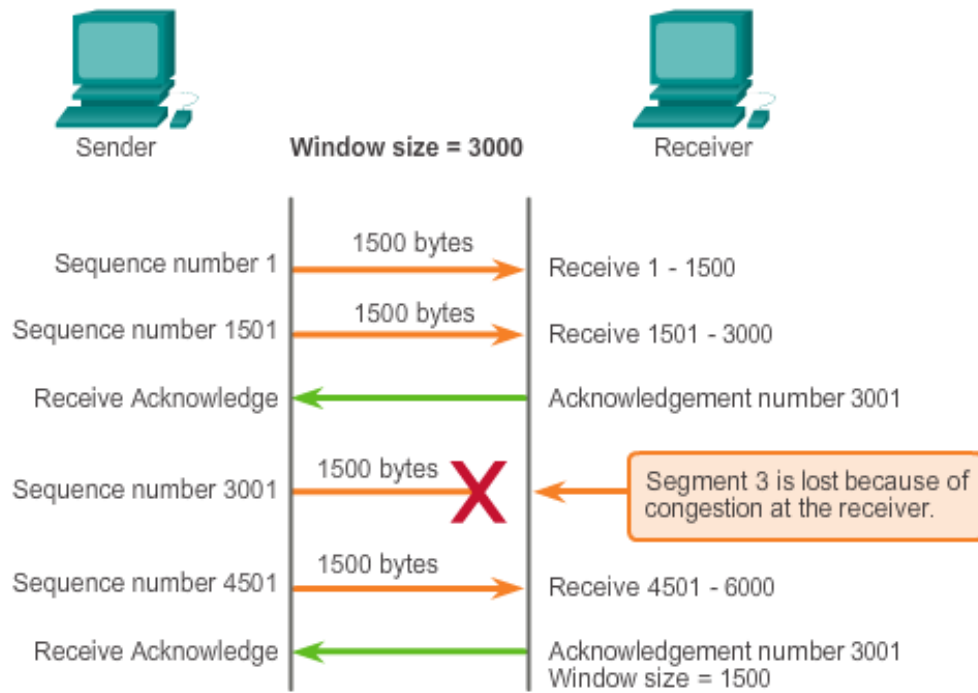 Sender
Window size = 3000
Receiver
1500 bytes
Sequence number 1
Receive 1 - 1500
1500 bytes
Sequence number 1501
Receive 1501 - 3000
Receive Acknowledge
Acknowledgement number 3001
1500 bytes
Sequence number 3001
X
Segment 3 is lost because of
congestion at the receiver.
1500 bytes
Sequence number 4501
Receive 4501 - 6000
Receive Acknowledge
Acknowledgement number 3001
Window size = 1500